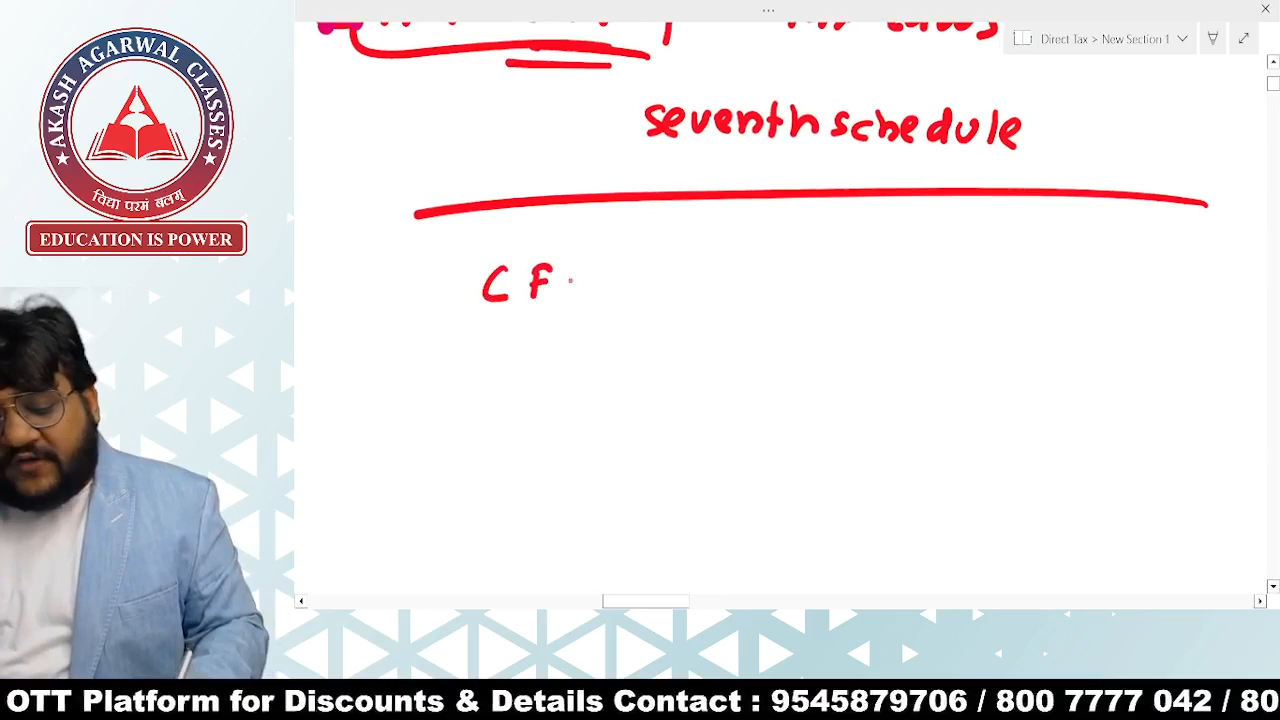 AKASH AGARWAL CLASSES
विद्या परमं बलम्
EDUCATION IS POWER
Direct Tax > New Section 1
seventh schedule
C F
OTT Platform for Discounts & Details Contact : 9545879706 / 800 7777 042 / 80